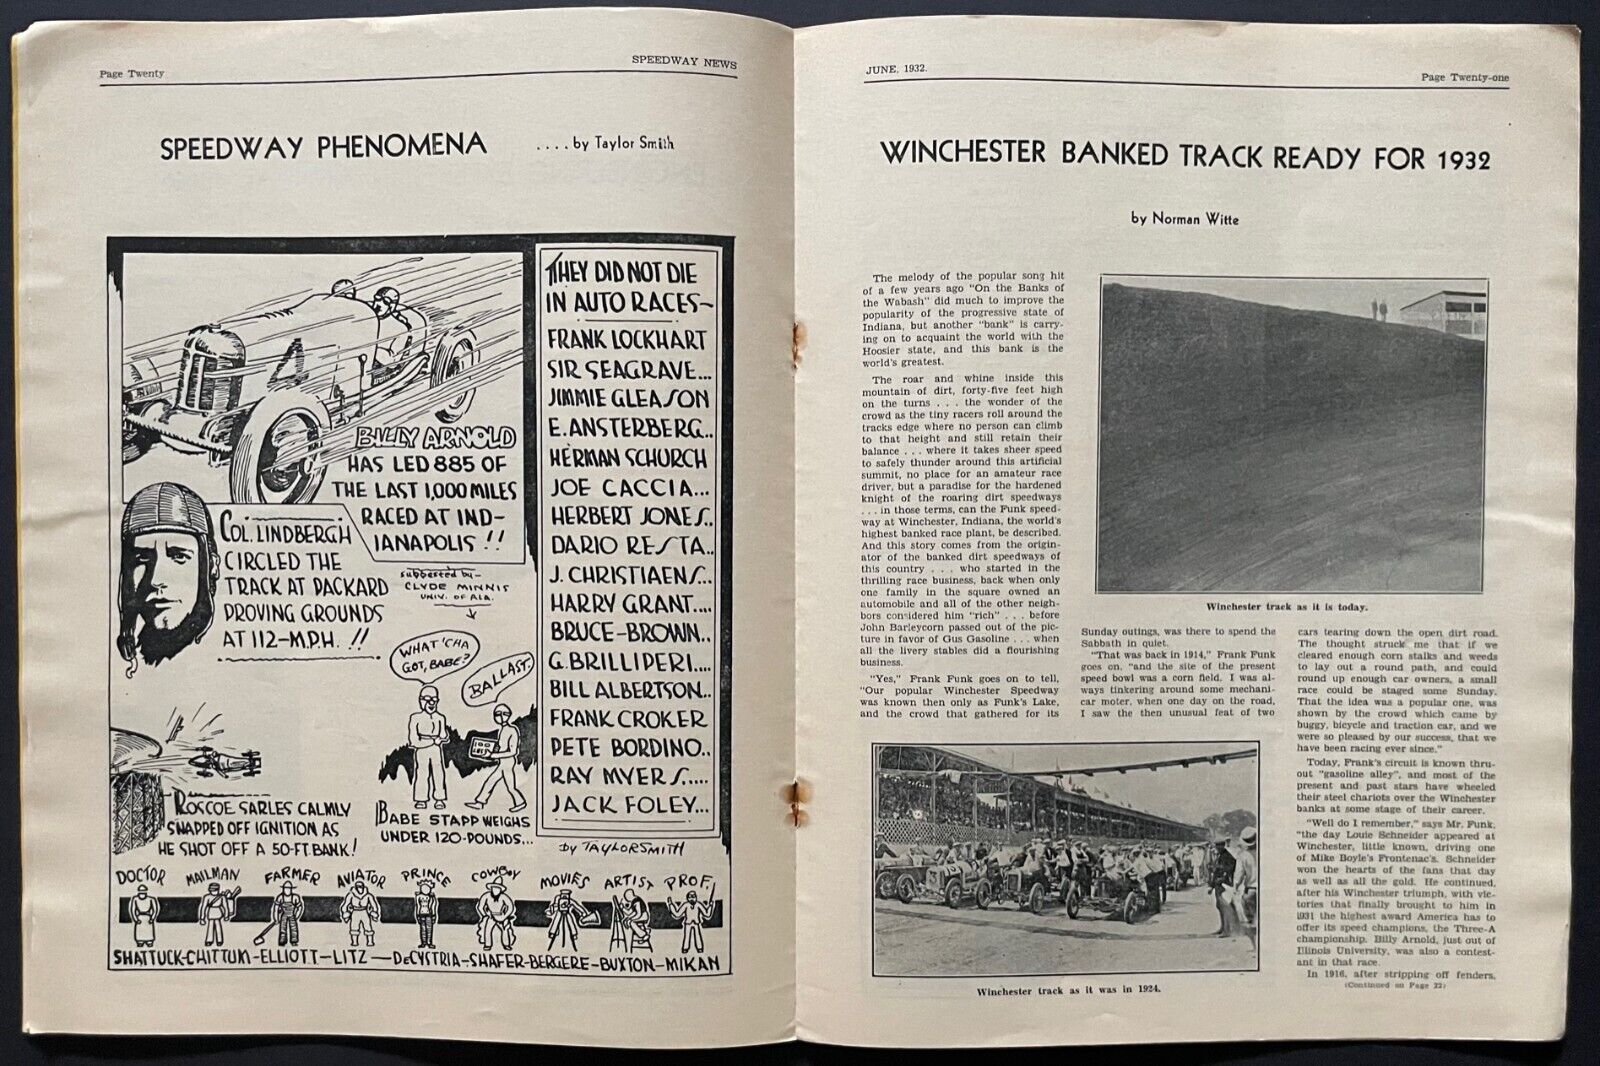 Page Twenty
SPEEDWAY NEWS
SPEEDWAY PHENOMENA
.... by Taylor Smith
4
BILLY ARNOLD
HAS LED 885 OF
THE LAST 1,000 MILES
RACED AT IND-
IANAPOLIS !!
COL. LINDBERGH
CIRCLED THE
TRACK AT PACKARD
PROVING GROUNDS
AT 112-M.P.H. !!
suggested by-
CLYDE MINNIS
UNIV. OF ALA.
WHAT 'CHA
GOT, BABE?
BALLAST.
100
ROSCOE SARLES CALMLY
SNAPPED OFF IGNITION AS
HE SHOT OFF A 50-FT BANK!
BABE STAPP WEIGHS
UNDER 120-POUNDS...
THEY DID NOT DIE
IN AUTO RACES~
FRANK LOCKHART
SIR SEAGRAVE...
JIMMIE GLEASON
E. ANSTERBERG..
HERMAN SCHURCH
JOE CACCIA...
HERBERT JONES..
DARIO RESTA..
J. CHRISTIAENS...
HARRY GRANT....
BRUCE-BROWN..
G. BRILLIPERI....
BILL ALBERTSON..
FRANK CROKER
PETE BORDINO..
RAY MYERS.....
JACK FOLEY...
by TAYLOR SMITH
DOCTOR MAILMAN FARMER AVIATOR PRINCE COWBOY MOVIES ARTIST PROF.
SHATTUCK-CHITTUM-ELLIOTT-LITZ-DeCYSTRIA-SHAFER-BERGERE-BUXTON-MIKAN
JUNE, 1932.
Page Twenty-one
WINCHESTER BANKED TRACK READY FOR 1932
by Norman Witte
The melody of the popular song hit
of a few years ago "On the Banks of
the Wabash" did much to improve the
popularity of the progressive state of
Indiana, but another "bank" is carry-
ing on to acquaint the world with the
Hoosier state, and this bank is the
world's greatest.
The roar and whine inside this
mountain of dirt, forty-five feet high
on the turns . . . the wonder of the
crowd as the tiny racers roll around the
tracks edge where no person can climb
to that height and still retain their
balance . . . where it takes sheer speed
to safely thunder around this artificial
summit, no place for an amateur race
driver, but a paradise for the hardened
knight of the roaring dirt speedways
. . . in those terms, can the Funk speed-
way at Winchester, Indiana, the world's
highest banked race plant, be described.
And this story comes from the origin-
ator of the banked dirt speedways of
this country . . . who started in the
thrilling race business, back when only
one family in the square owned an
automobile and all of the other neigh-
bors considered him "rich" . . . before
John Barleycorn passed out of the pic-
ture in favor of Gus Gasoline . . . when
all the livery stables did a flourishing
business.
"Yes," Frank Funk goes on to tell,
"Our popular Winchester Speedway
was known then only as Funk's Lake,
and the crowd that gathered for its
Winchester track as it is today.
Sunday outings, was there to spend the
Sabbath in quiet.
"That was back in 1914," Frank Funk
goes on, "and the site of the present
speed bowl was a corn field. I was al-
ways tinkering around some mechani-
car moter, when one day on the road,
I saw the then unusual feat of two
cars tearing down the open dirt road.
The thought struck me that if we
cleared enough corn stalks and weeds
to lay out a round path, and could
round up enough car owners, a small
race could be staged some Sunday.
That the idea was a popular one, was
shown by the crowd which came by
buggy, bicycle and traction car, and we
were so pleased by our success, that we
have been racing ever since."
Today, Frank's circuit is known thru-
out "gasoline alley", and most of the
present and past stars have wheeled
their steel chariots over the Winchester
banks at some stage of their career.
"Well do I remember," says Mr. Funk,
"the day Louie Schneider appeared at
Winchester, little known, driving one
of Mike Boyle's Frontenac's. Schneider
won the hearts of the fans that day
as well as all the gold. He continued,
after his Winchester triumph, with vic-
tories that finally brought to him in
1931 the highest award America has to
offer its speed champions, the Three-A
championship. Billy Arnold, just out of
Illinois University, was also a contest-
ant in that race.
In 1916, after stripping off fenders,
(Continued on Page 22)
Winchester track as it was in 1924.